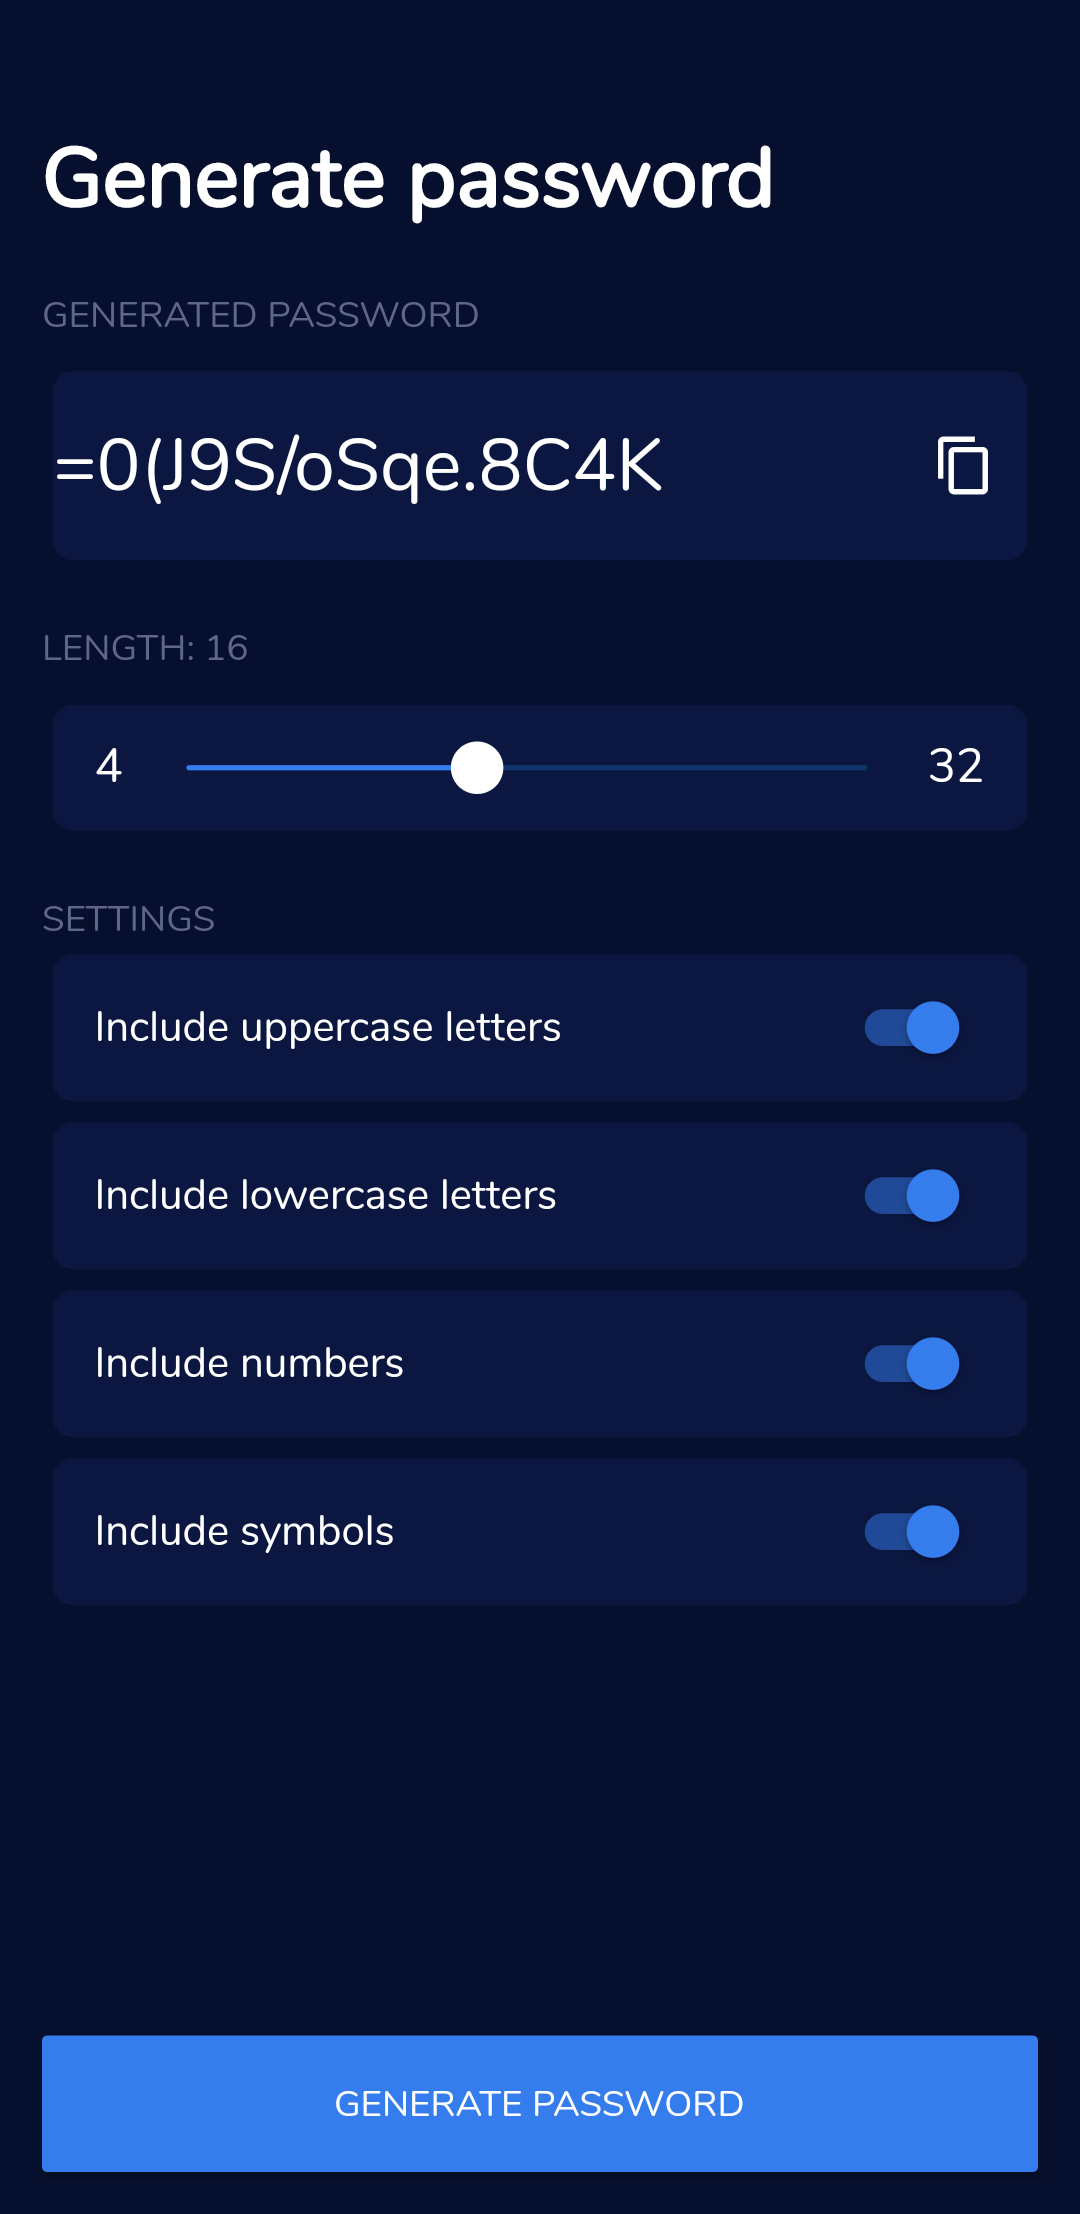 Generate password
GENERATED PASSWORD
=0(J9S/oSqe.8C4K
LENGTH: 16
4 32
SETTINGS
Include uppercase letters
Include lowercase letters
Include numbers
Include symbols
GENERATE PASSWORD